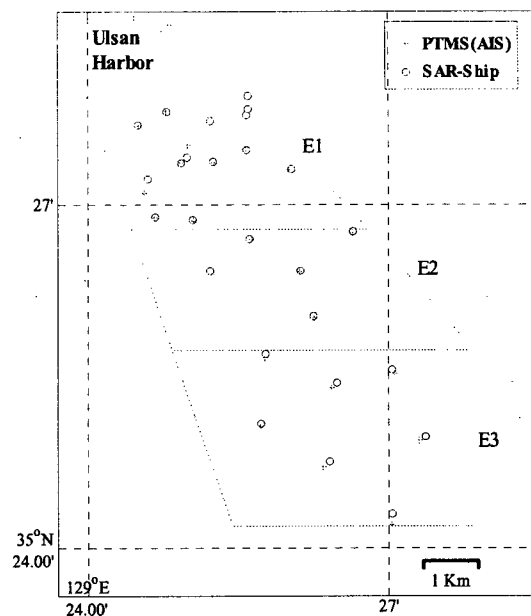 Ulsan
Harbor
PTMS(AIS)
SAR-Ship
E1
27'
E2
E3
35°N
24.00'
1 Km
129°E
24.00'
27'